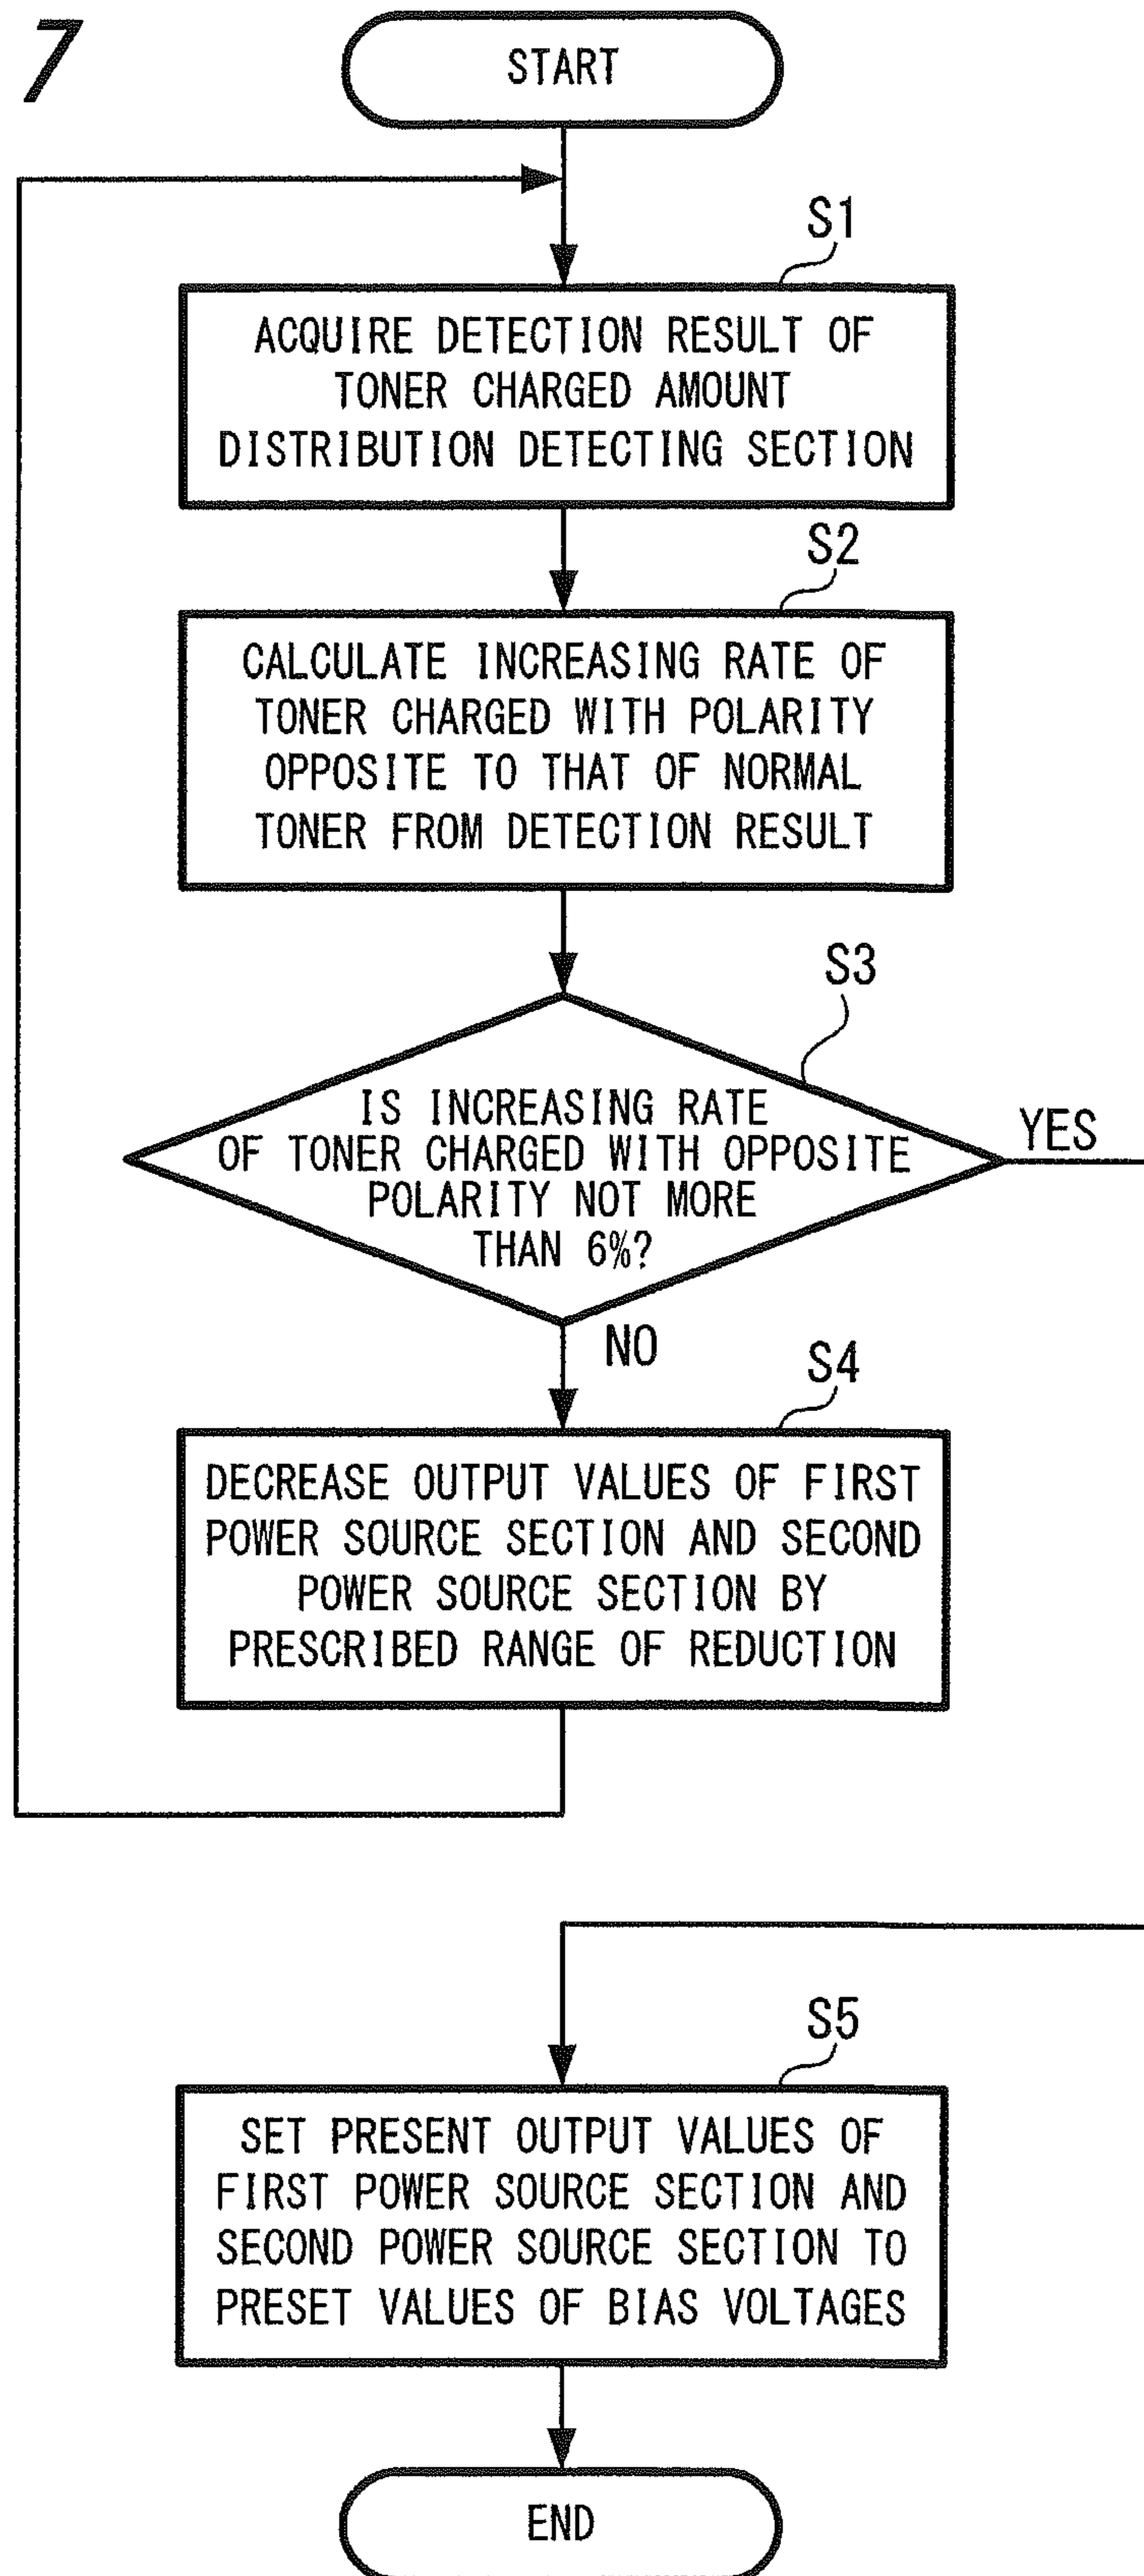 7
START
S1
ACQUIRE DETECTION RESULT OF
TONER CHARGED AMOUNT
DISTRIBUTION DETECTING SECTION
S2
CALCULATE INCREASING RATE OF
TONER CHARGED WITH POLARITY
OPPOSITE TO THAT OF NORMAL
TONER FROM DETECTION RESULT
S3
IS INCREASING RATE
OF TONER CHARGED WITH OPPOSITE
POLARITY NOT MORE
THAN 6%?
YES
NO
S4
DECREASE OUTPUT VALUES OF FIRST
POWER SOURCE SECTION AND SECOND
POWER SOURCE SECTION BY
PRESCRIBED RANGE OF REDUCTION
S5
SET PRESENT OUTPUT VALUES OF
FIRST POWER SOURCE SECTION AND
SECOND POWER SOURCE SECTION TO
PRESET VALUES OF BIAS VOLTAGES
END